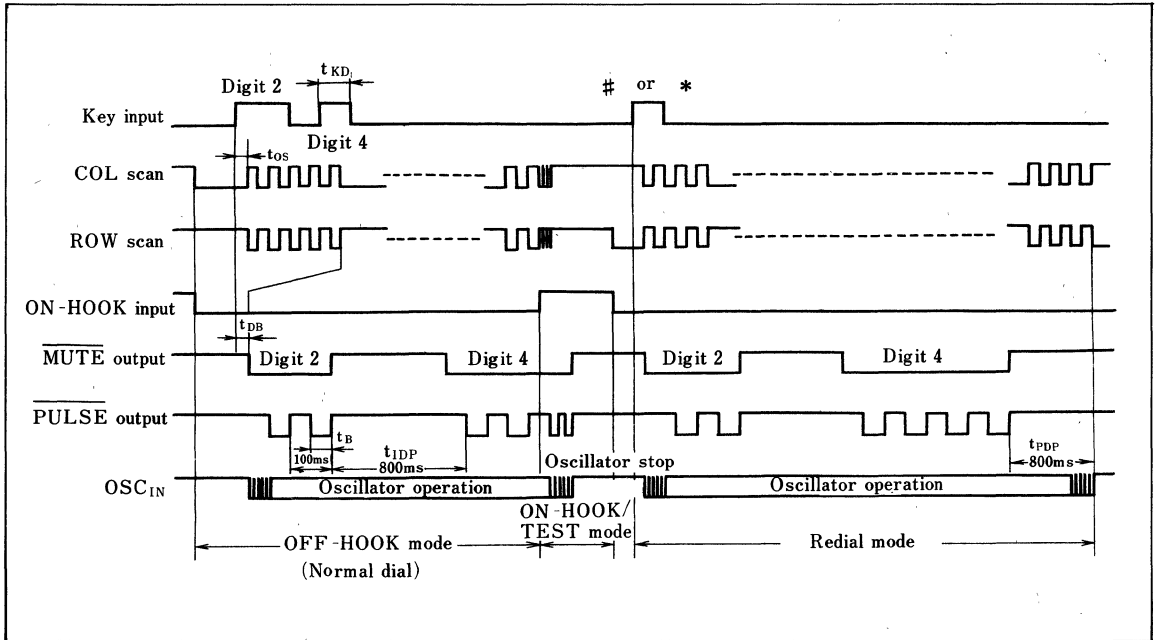 Digit 2
tKD
# or *
Key input
Digit 4
tOS
COL scan
ROW scan
ON-HOOK input
tDB
MUTE output
Digit 2
Digit 4
Digit 2
Digit 4
PULSE output
tB
100ms
tIDP
800ms
tPDP
800ms
Oscillator stop
OSCIN
Oscillator operation
Oscillator operation
ON-HOOK/
TEST mode
OFF-HOOK mode
(Normal dial)
Redial mode